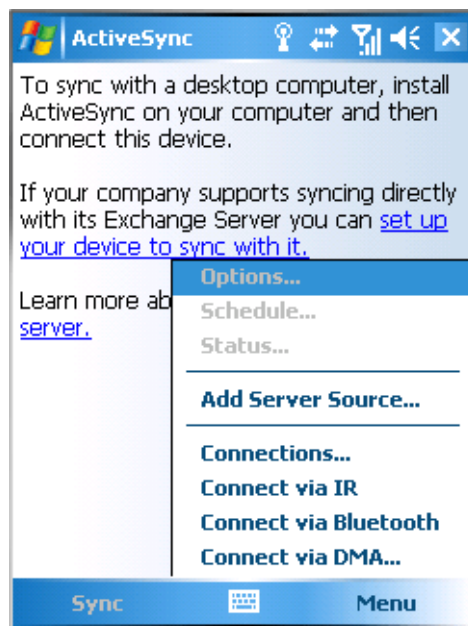 ActiveSync
To sync with a desktop computer, install
ActiveSync on your computer and then
connect this device.
If your company supports syncing directly
with its Exchange Server you can set up
your device to sync with it.
Learn more ab
server.
Options...
Schedule...
Status...
Add Server Source...
Connections...
Connect via IR
Connect via Bluetooth
Connect via DMA...
Sync
Menu